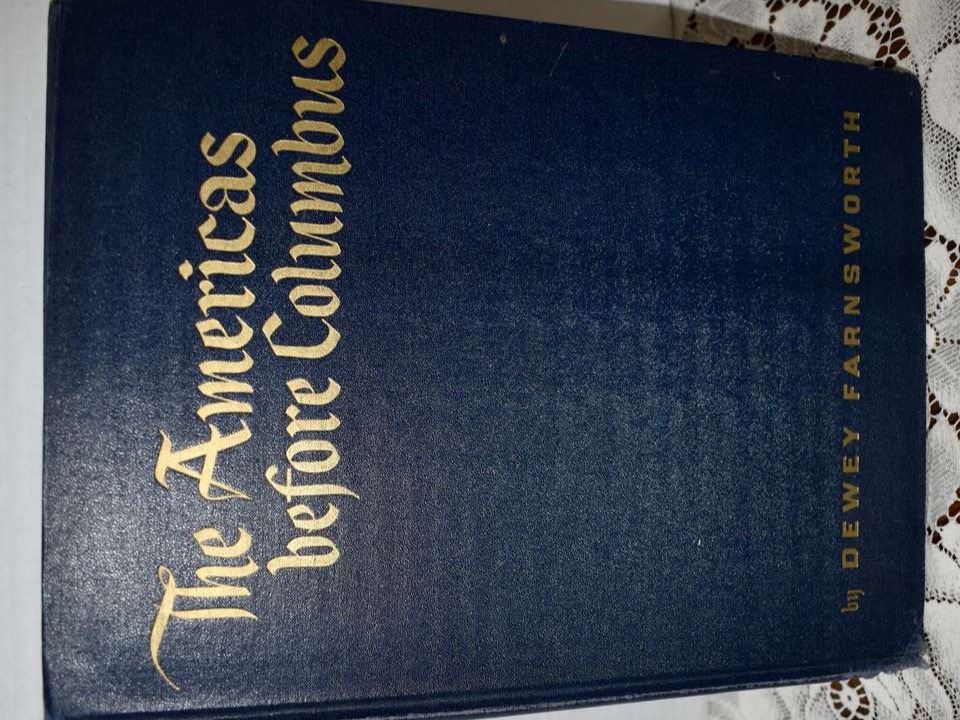 The Americas
before Columbus
by DEWEY FARNSWORTH